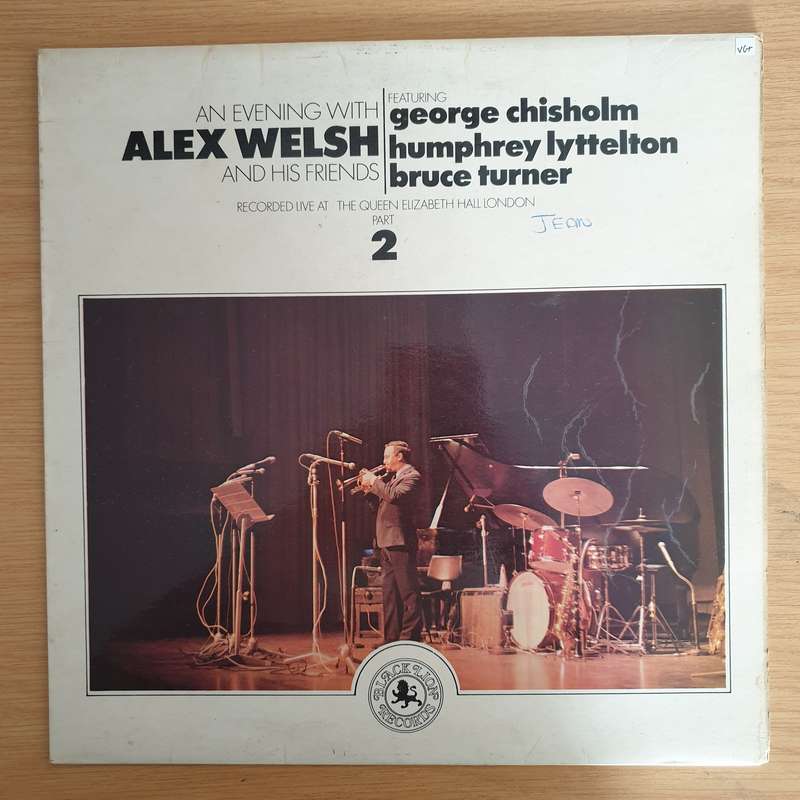 VG+
AN EVENING WITH
ALEX WELSH
AND HIS FRIENDS
FEATURING
george chisholm
humphrey lyttelton
bruce turner
RECORDED LIVE AT THE QUEEN ELIZABETH HALL LONDON
PART
2
JEAN
BLACK LION
RECORDS